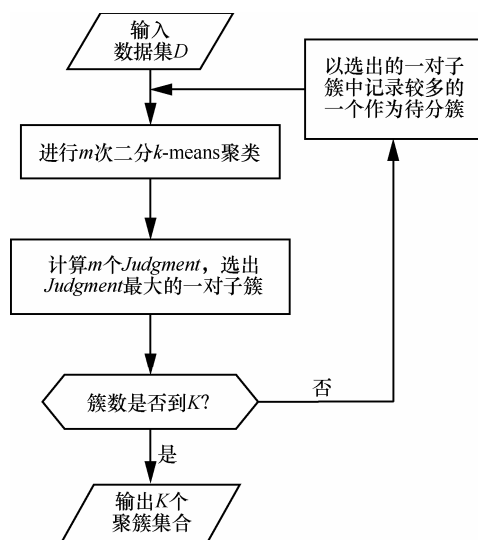 输入
数据集D
以选出的一对子
簇中记录较多的
一个作为待分簇
进行m次二分k-means聚类
计算m个Judgment，选出
Judgment最大的一对子簇
簇数是否到K?
否
是
输出K个
聚簇集合